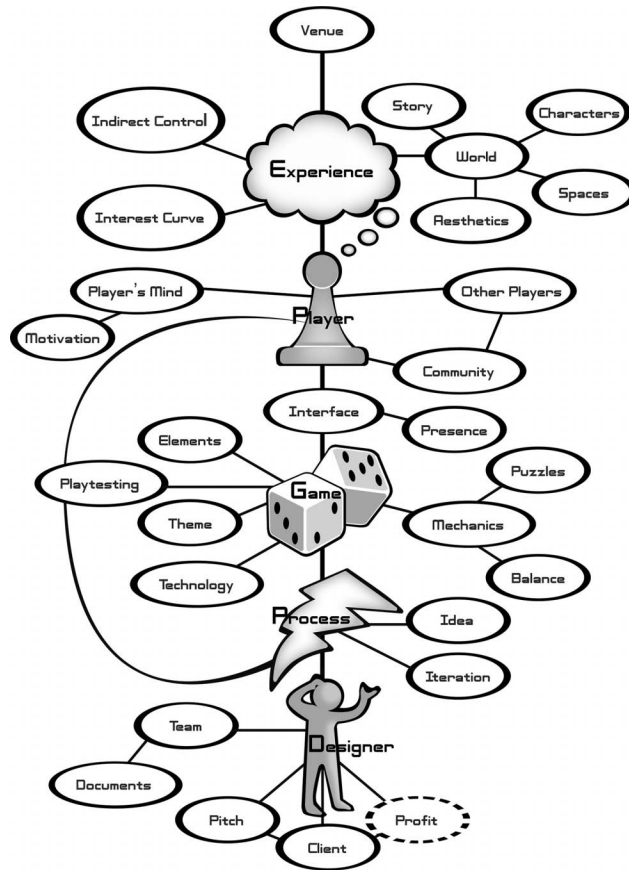 Venue
Story
Characters
Indirect Control
World
Experience
Spaces
Interest Curve
Aesthetics
Player's Mind
Other Players
Player
Motivation
Community
Interface
Presence
Elements
Puzzles
Playtesting
Game
Theme
Mechanics
Technology
Balance
Process
Idea
Iteration
Team
Designer
Documents
Pitch
Profit
Client